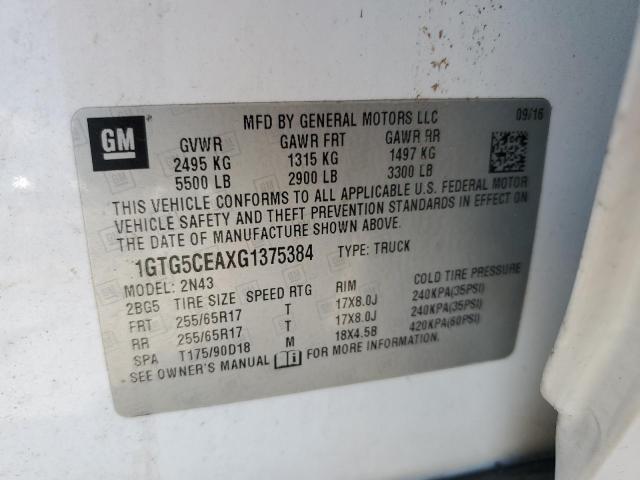 MFD BY GENERAL MOTORS LLC 09/16
GM
GVWR GAWR FRT GAWR RR
2495 KG 1315 KG 1497 KG
5500 LB 2900 LB 3300 LB
THIS VEHICLE CONFORMS TO ALL APPLICABLE U.S. FEDERAL MOTOR
VEHICLE SAFETY AND THEFT PREVENTION STANDARDS IN EFFECT ON
THE DATE OF MANUFACTURE SHOWN ABOVE.
1GTG5CEAXG1375384 TYPE: TRUCK
MODEL: 2N43
2BG5 TIRE SIZE SPEED RTG RIM COLD TIRE PRESSURE
FRT 255/65R17 T 17X8.0J 240KPA(35PSI)
RR 255/65R17 T 17X8.0J 240KPA(35PSI)
SPA T175/90D18 18X4.5B 420KPA(60PSI)
SEE OWNER'S MANUAL FOR MORE INFORMATION.